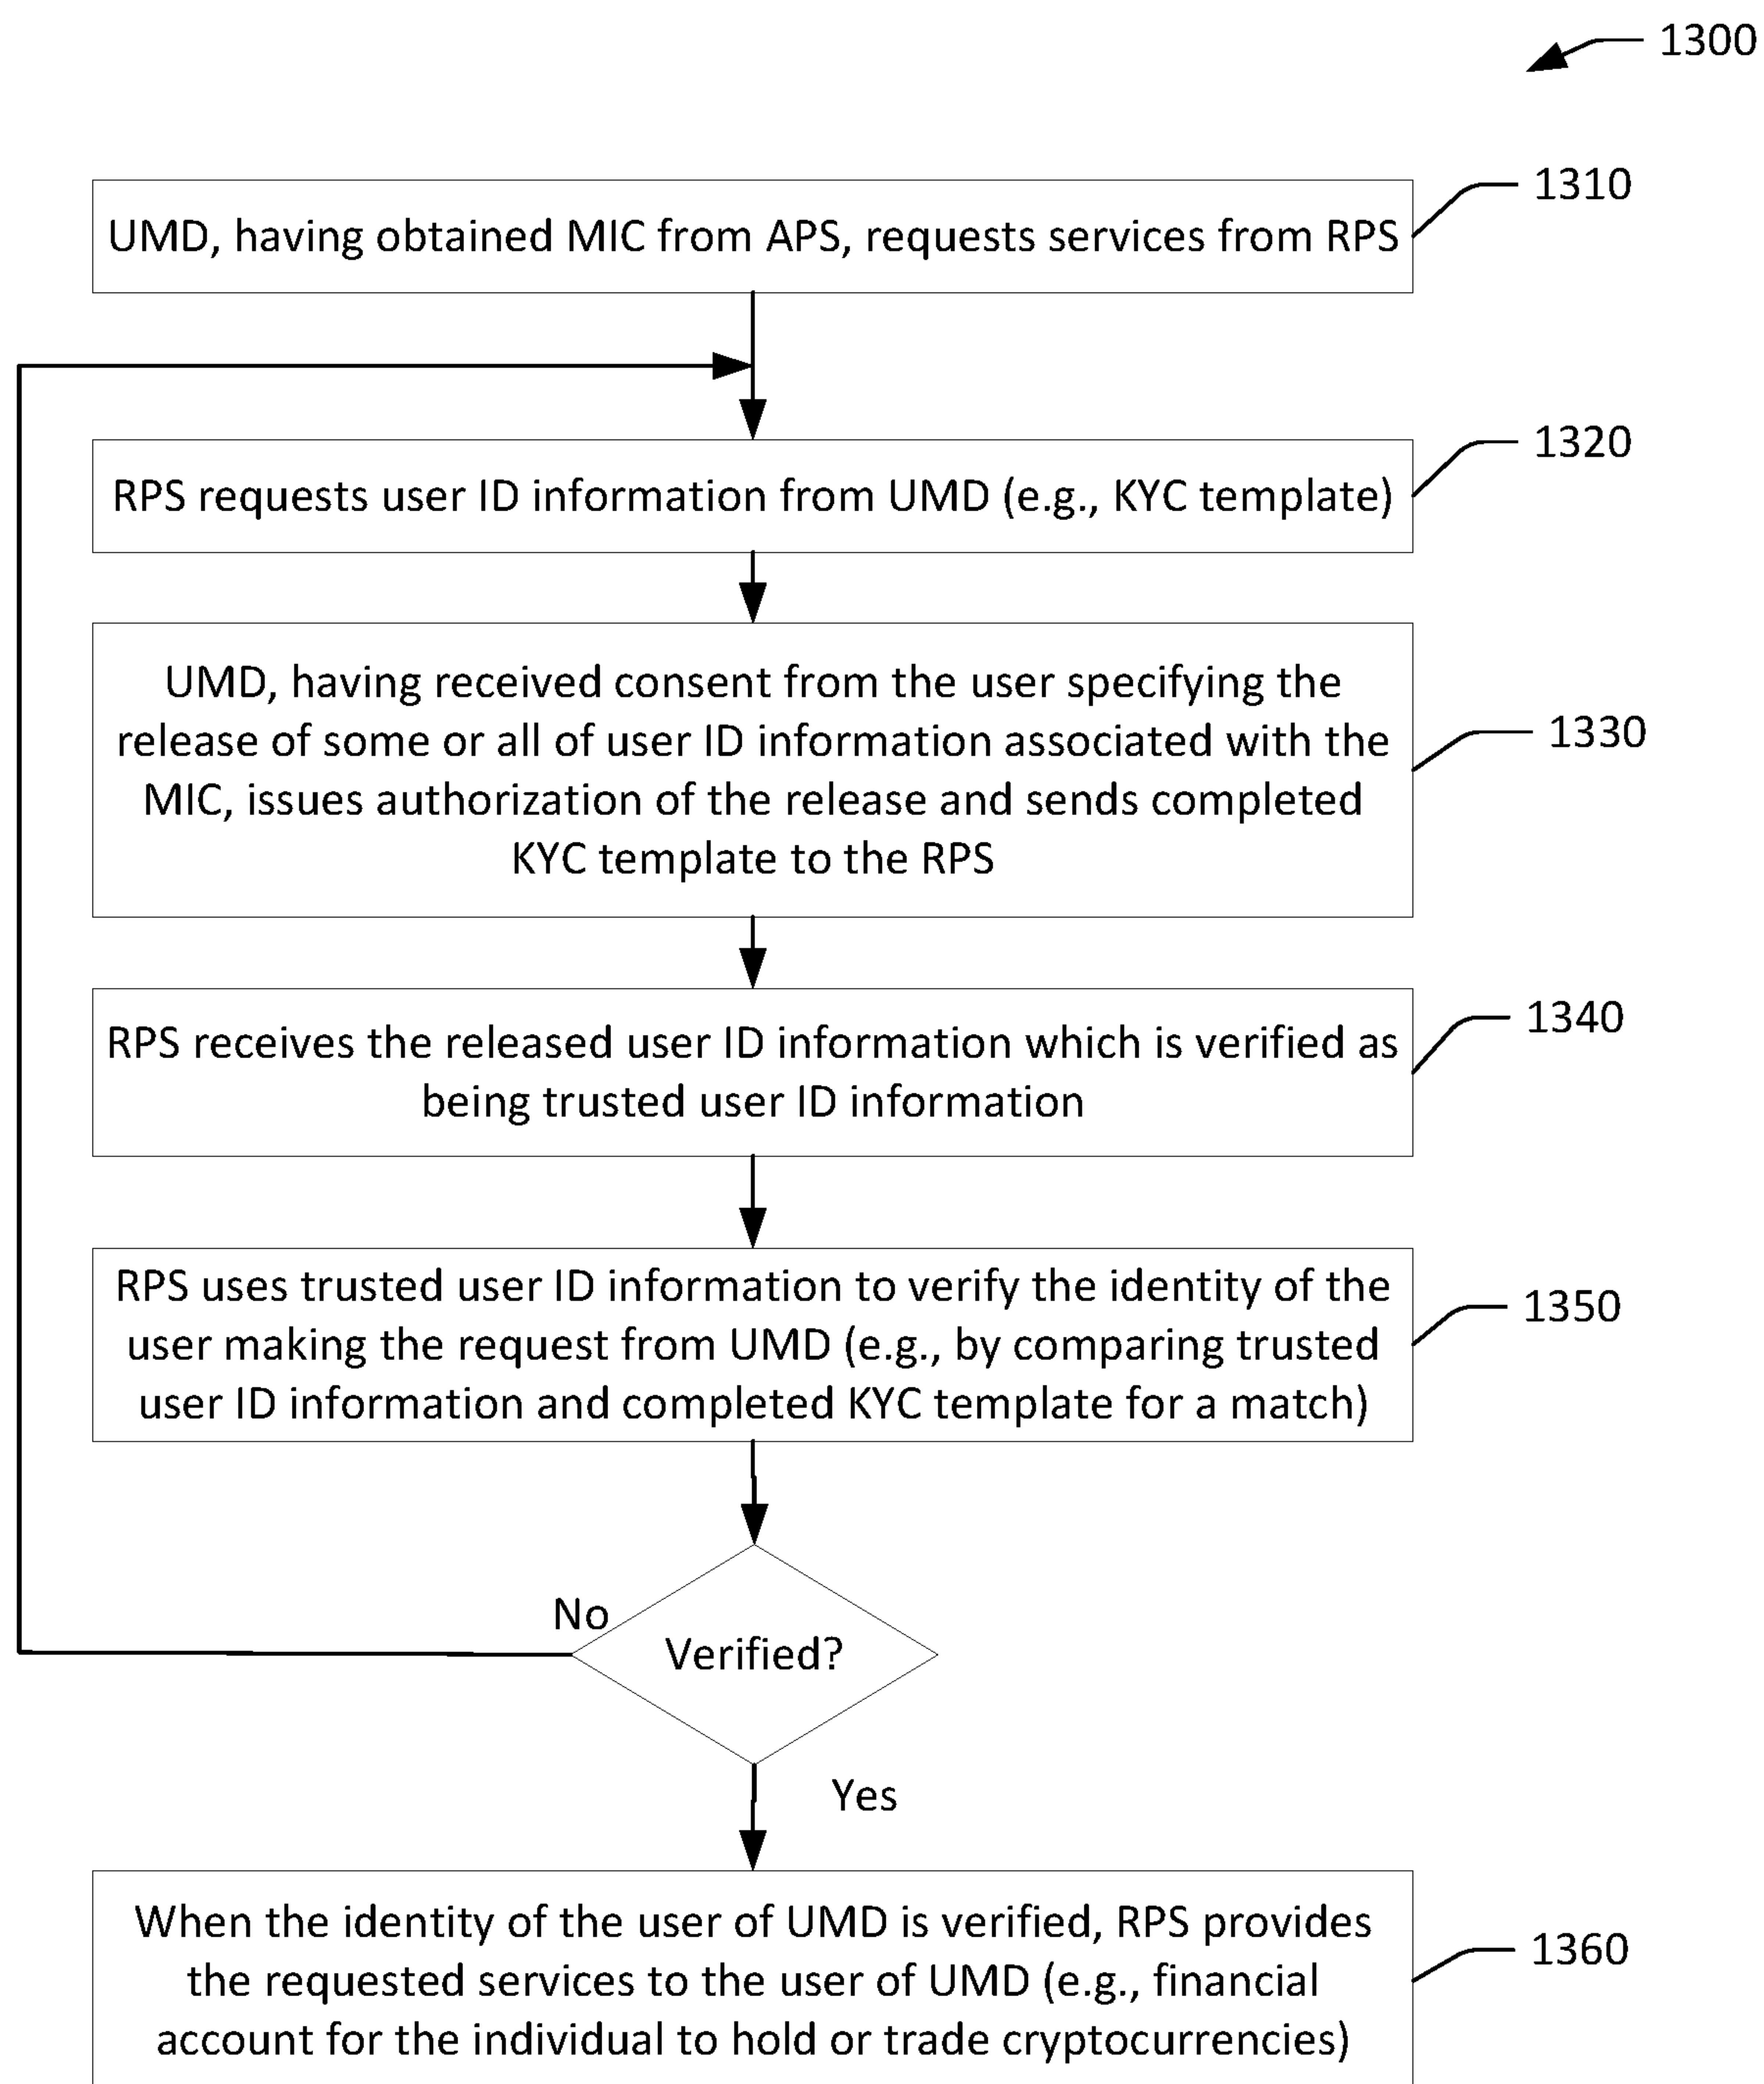 1300
UMD, having obtained MIC from APS, requests services from RPS
1310
RPS requests user ID information from UMD (e.g., KYC template)
1320
UMD, having received consent from the user specifying the
release of some or all of user ID information associated with the
MIC, issues authorization of the release and sends completed
KYC template to the RPS
1330
RPS receives the released user ID information which is verified as
being trusted user ID information
1340
RPS uses trusted user ID information to verify the identity of the
user making the request from UMD (e.g., by comparing trusted
user ID information and completed KYC template for a match)
1350
No
Verified?
Yes
When the identity of the user of UMD is verified, RPS provides
the requested services to the user of UMD (e.g., financial
account for the individual to hold or trade cryptocurrencies)
1360